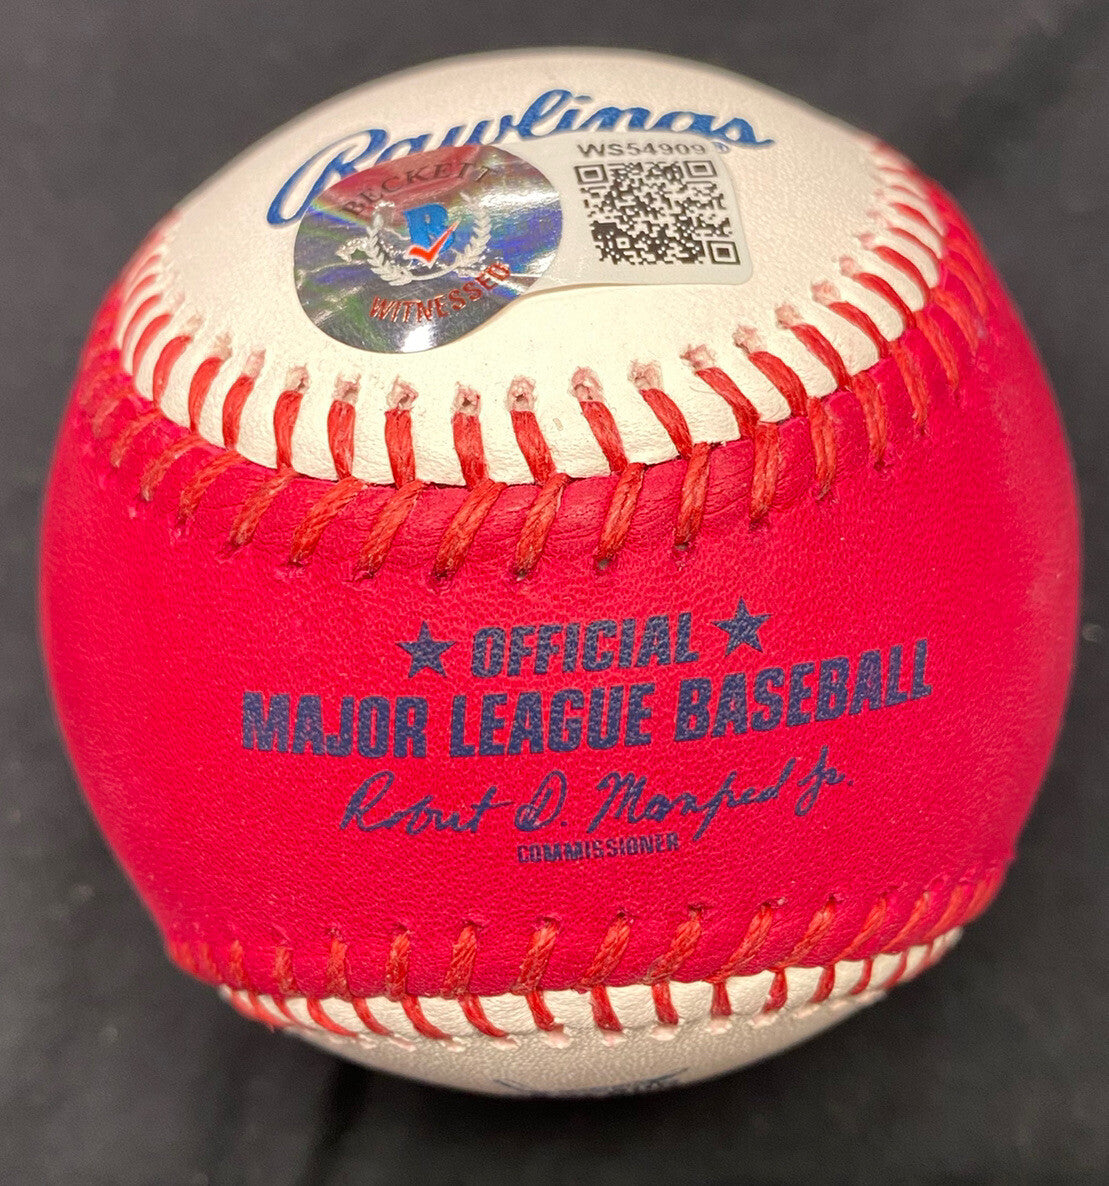 Rawlings®
WS54909
BECKETT
B
WITNESSED
★ OFFICIAL ★
MAJOR LEAGUE BASEBALL
Robert D. Manfred Jr.
COMMISSIONER